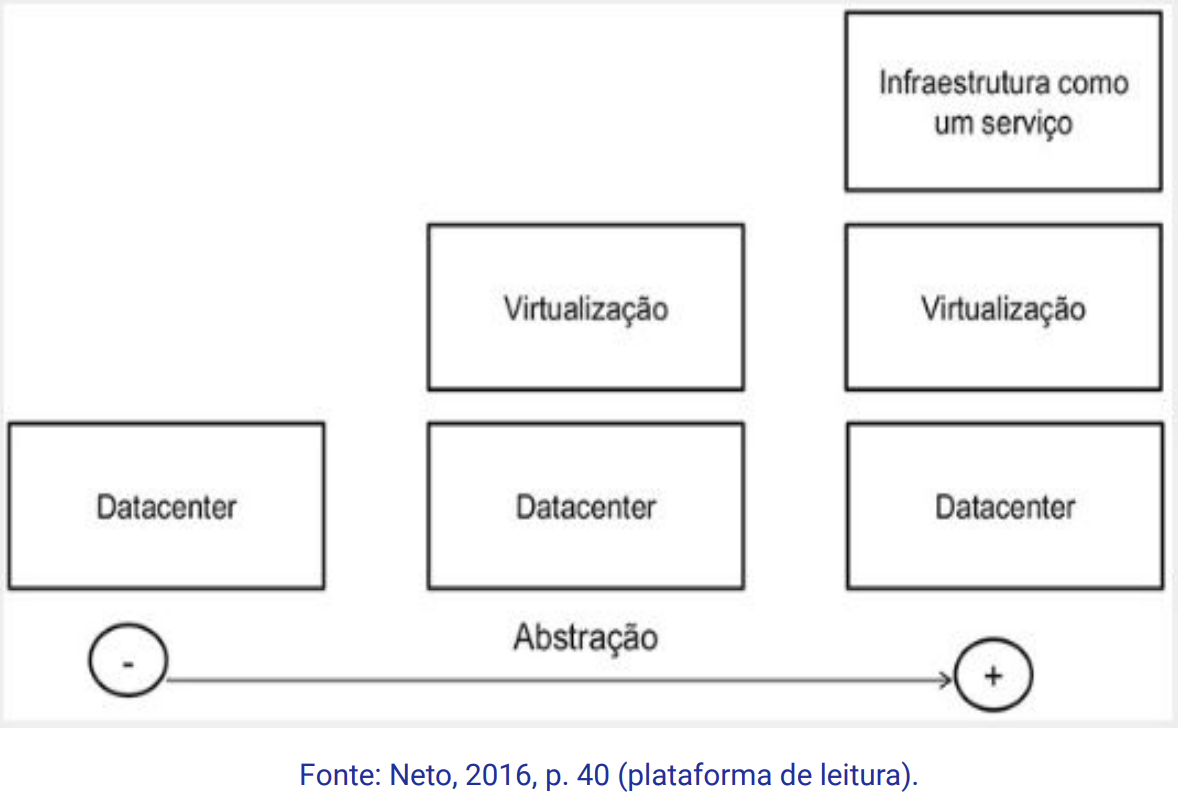 Infraestrutura como
um serviço
Virtualização
Virtualização
Datacenter
Datacenter
Datacenter
Abstração
-
+
Fonte: Neto, 2016, p. 40 (plataforma de leitura).